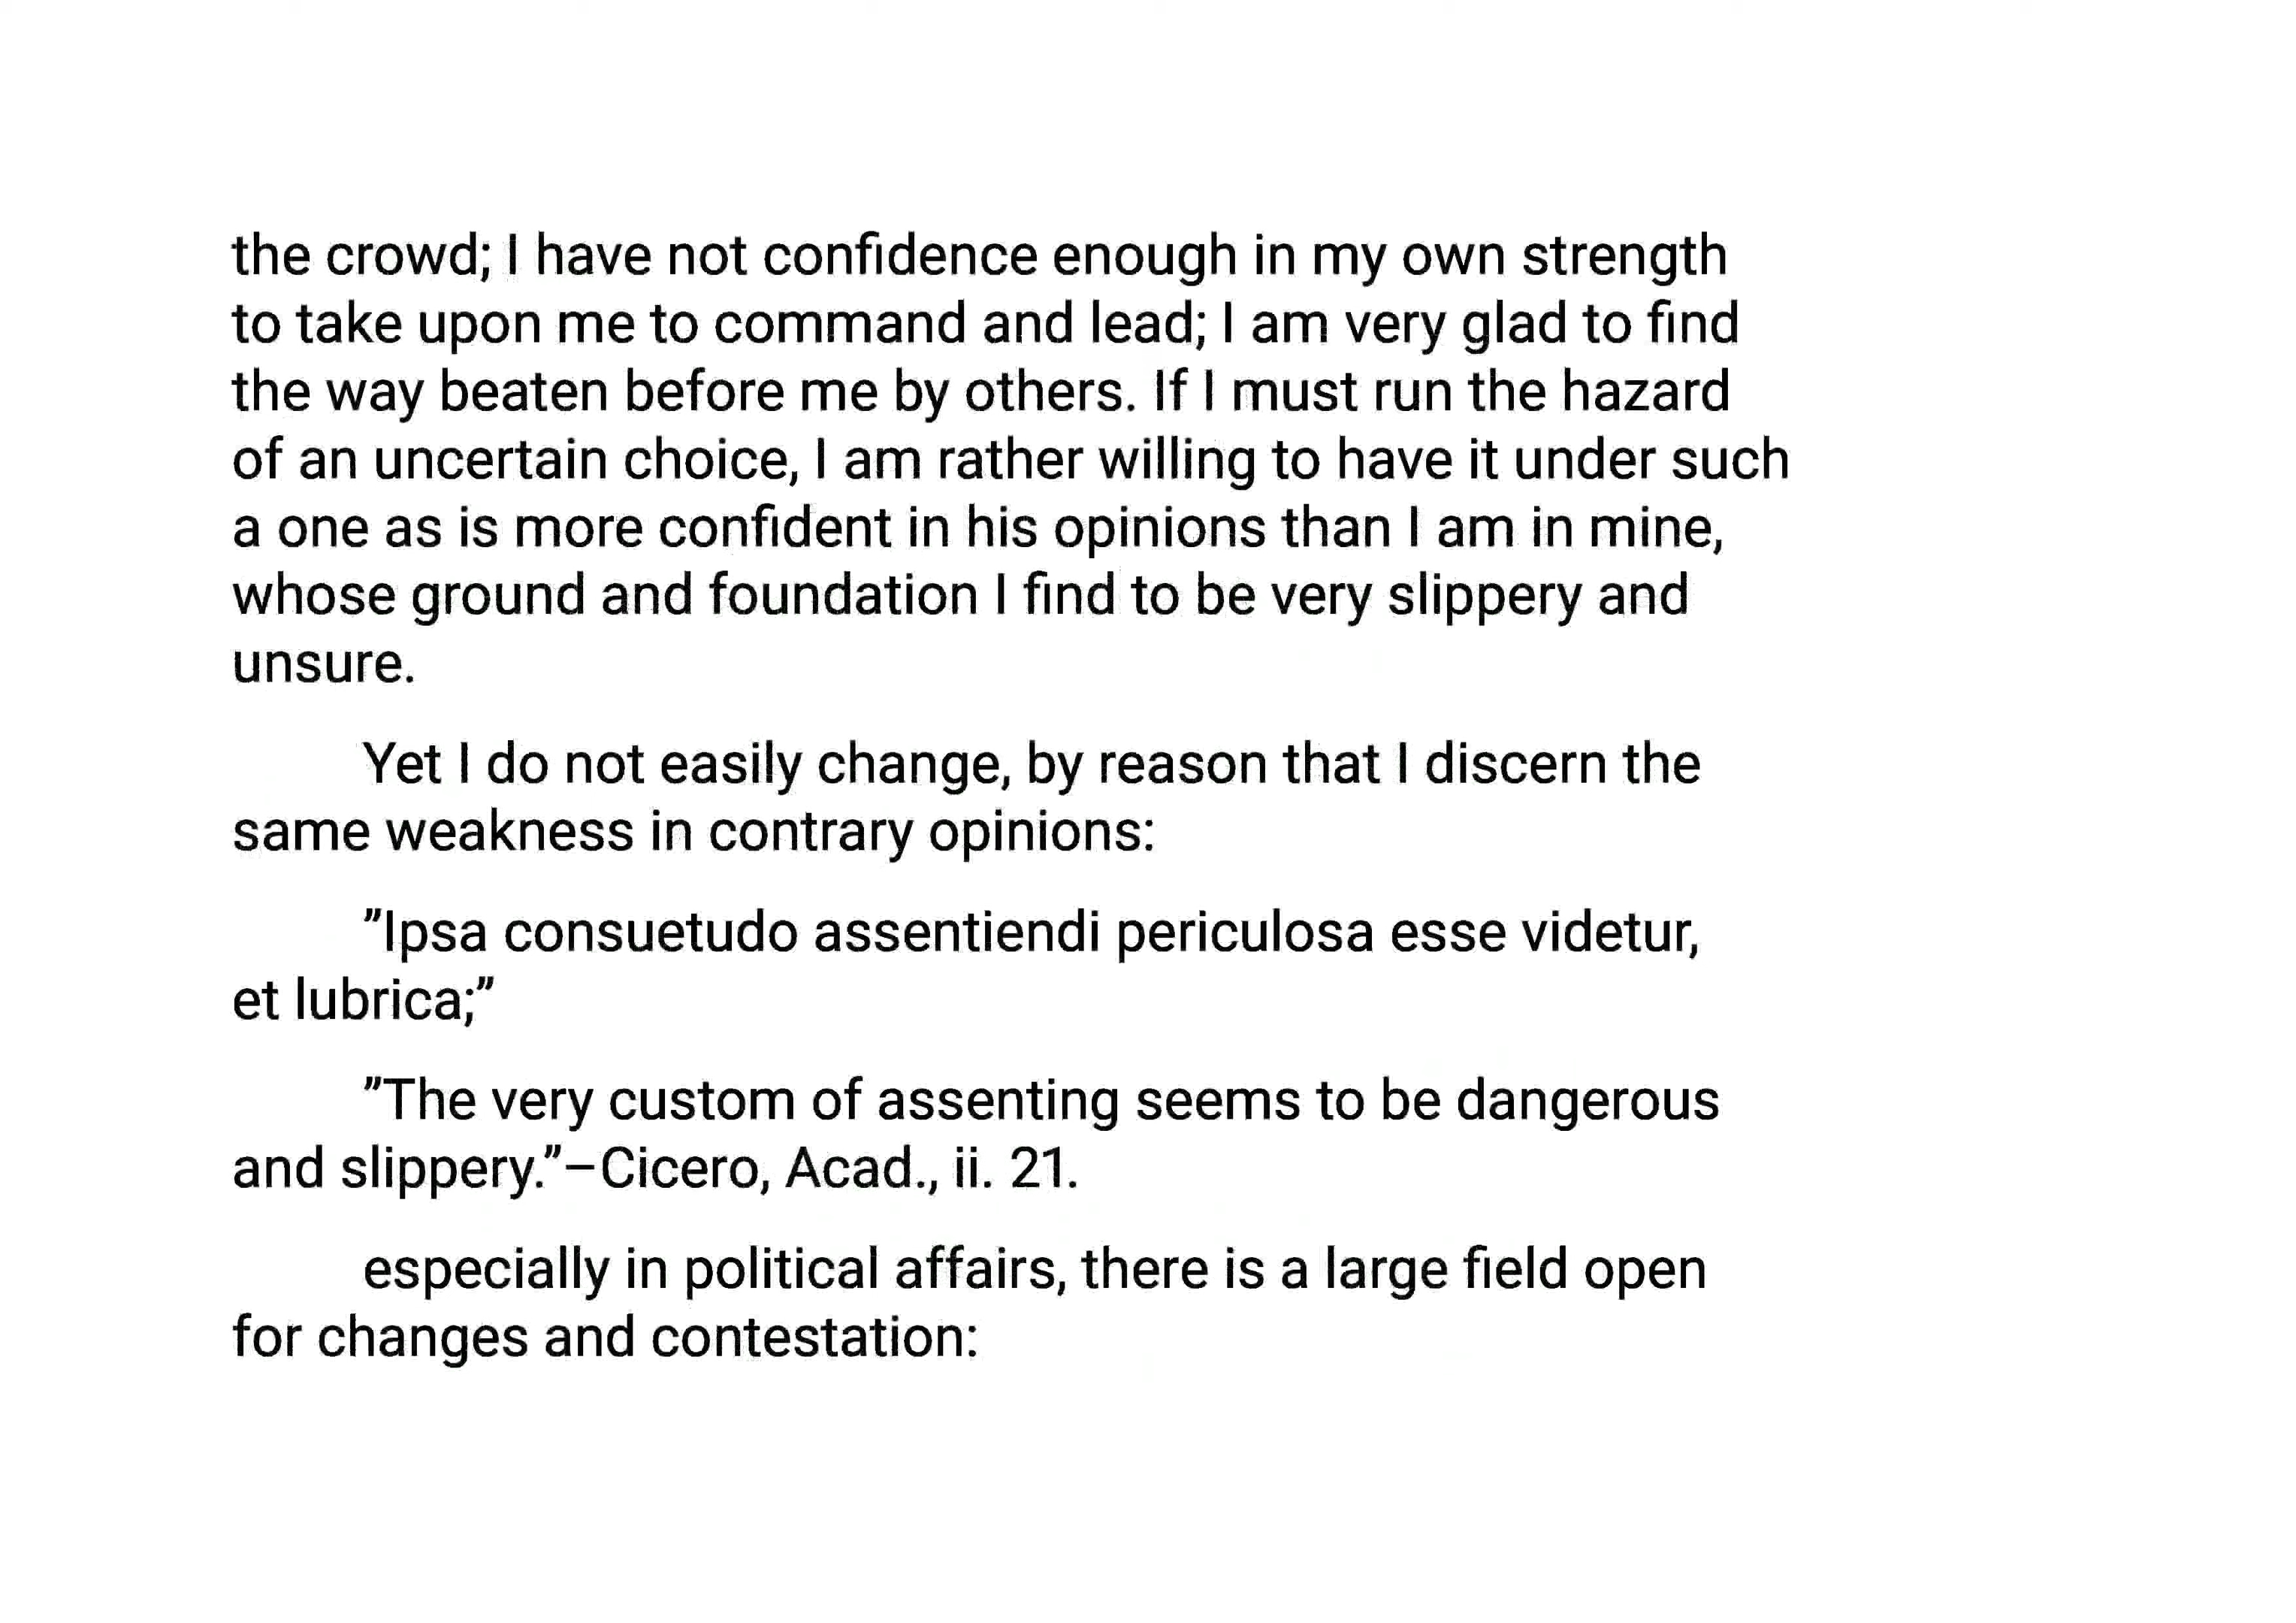 the crowd; I have not confidence enough in my own strength
to take upon me to command and lead; I am very glad to find
the way beaten before me by others. If I must run the hazard
of an uncertain choice, I am rather willing to have it under such
a one as is more confident in his opinions than I am in mine,
whose ground and foundation I find to be very slippery and
unsure.
Yet I do not easily change, by reason that I discern the
same weakness in contrary opinions:
”Ipsa consuetudo assentiendi periculosa esse videtur,
et lubrica;”
”The very custom of assenting seems to be dangerous
and slippery.”–Cicero, Acad., ii. 21.
especially in political affairs, there is a large field open
for changes and contestation: